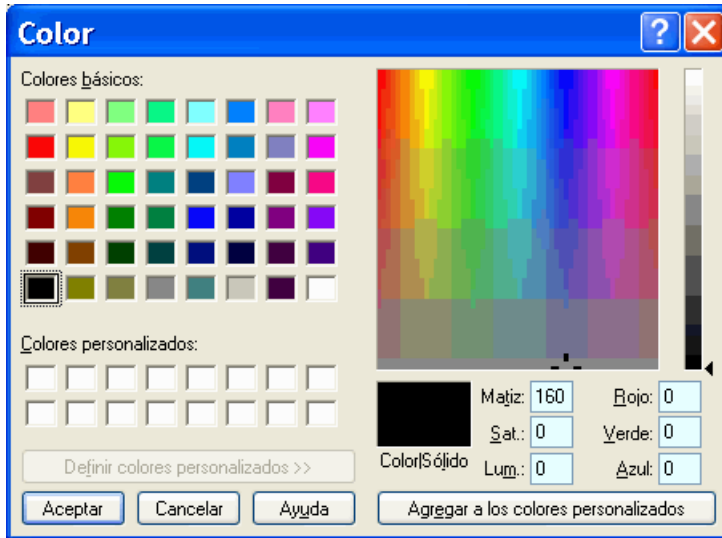 Color
Colores básicos:
Colores personalizados:
Definir colores personalizados >>
Aceptar
Cancelar
Ayuda
Color|Sólido
Matiz: 160
Sat.: 0
Lum.: 0
Rojo: 0
Verde: 0
Azul: 0
Agregar a los colores personalizados